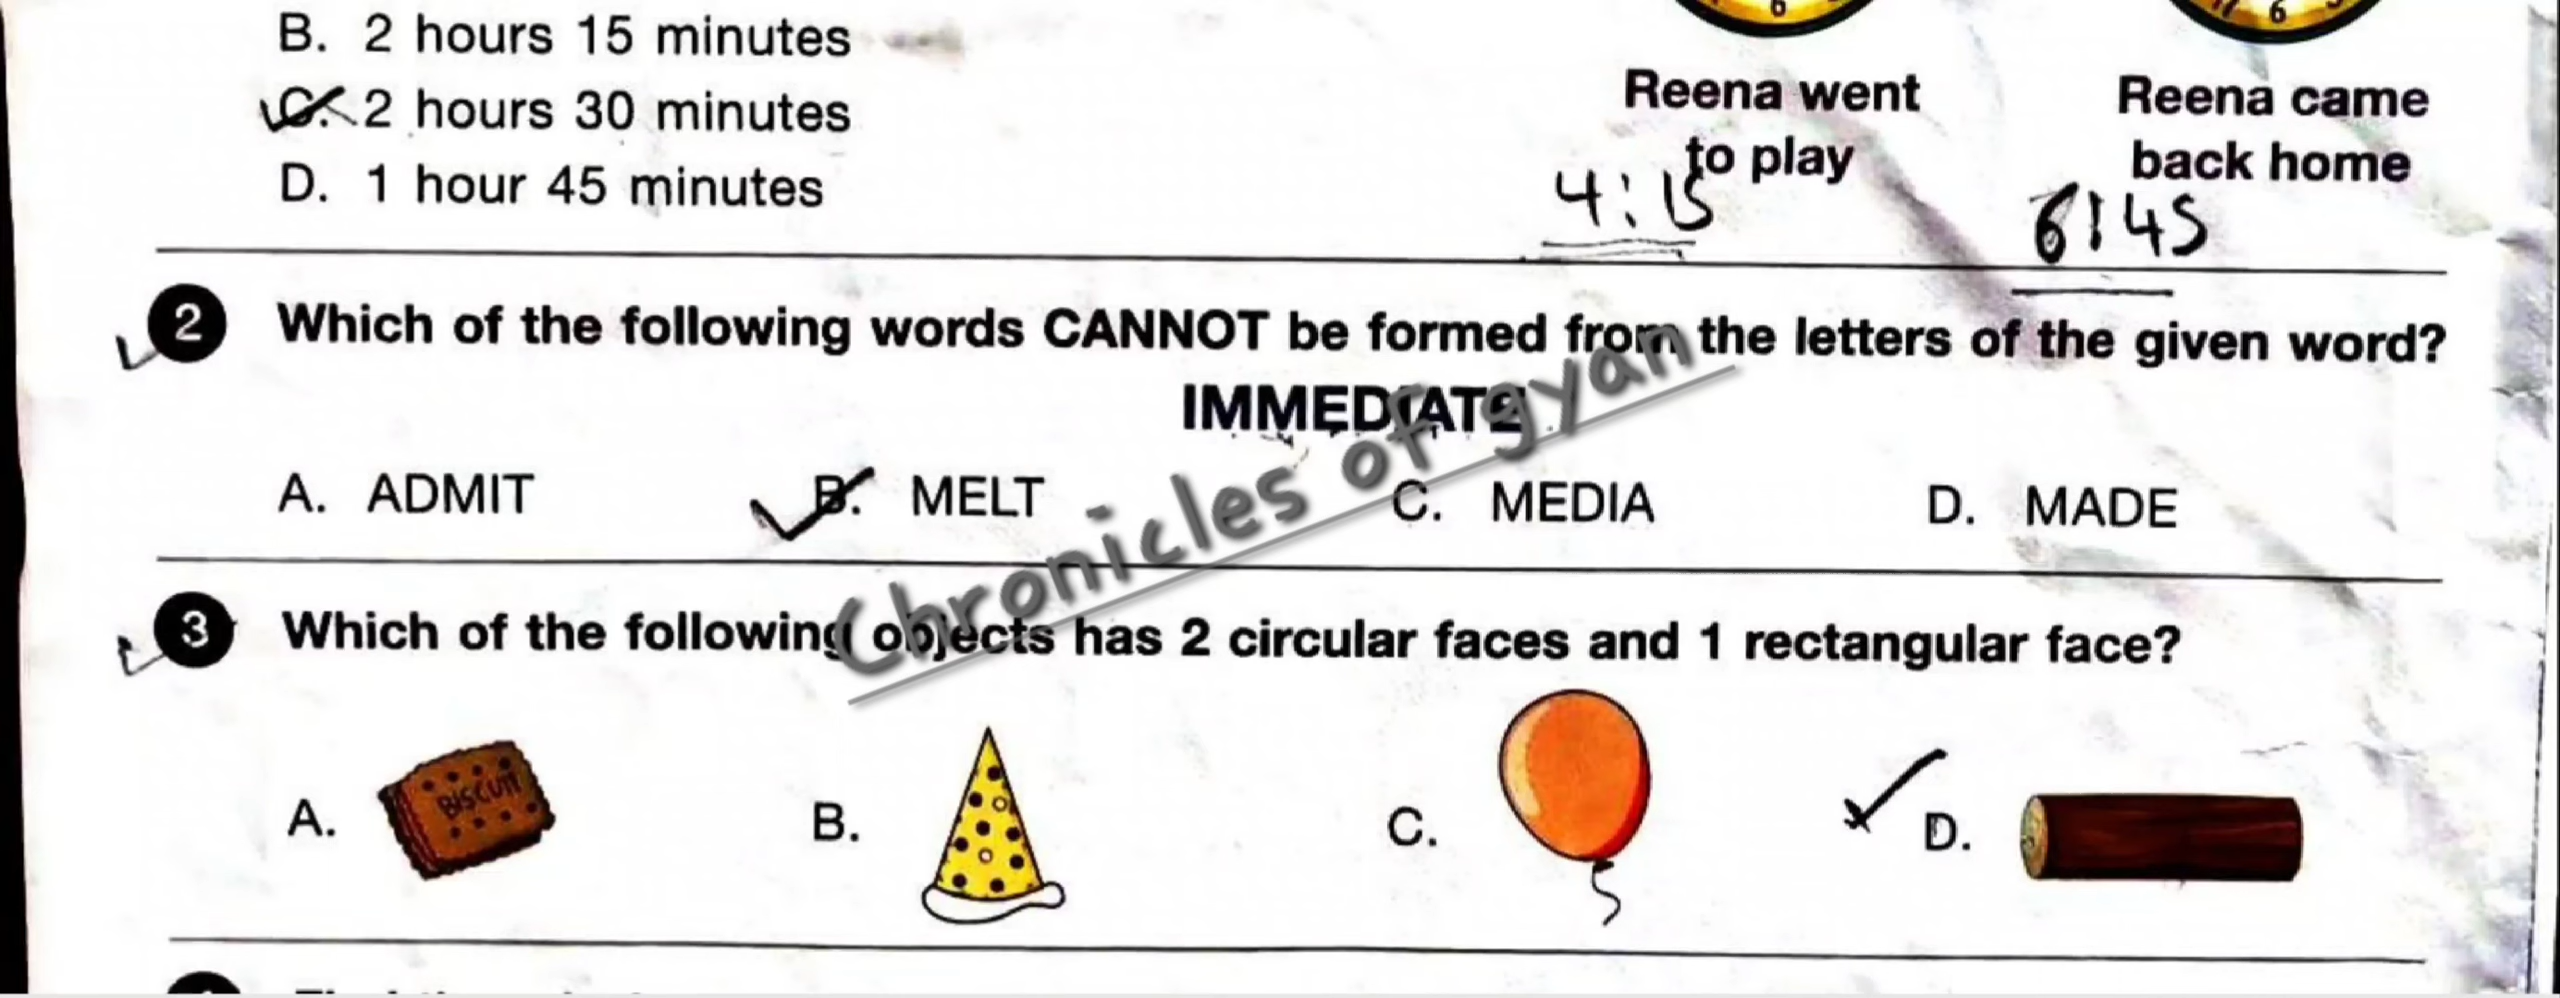 B. 2 hours 15 minutes
C. 2 hours 30 minutes
D. 1 hour 45 minutes
6
6
Reena went
to play
4:15
Reena came
back home
6:45
2 Which of the following words CANNOT be formed from the letters of the given word?
IMMEDIATE
A. ADMIT B. MELT C. MEDIA D. MADE
Chronicles of gyan
3 Which of the following objects has 2 circular faces and 1 rectangular face?
A. BISCUIT B. C. D.